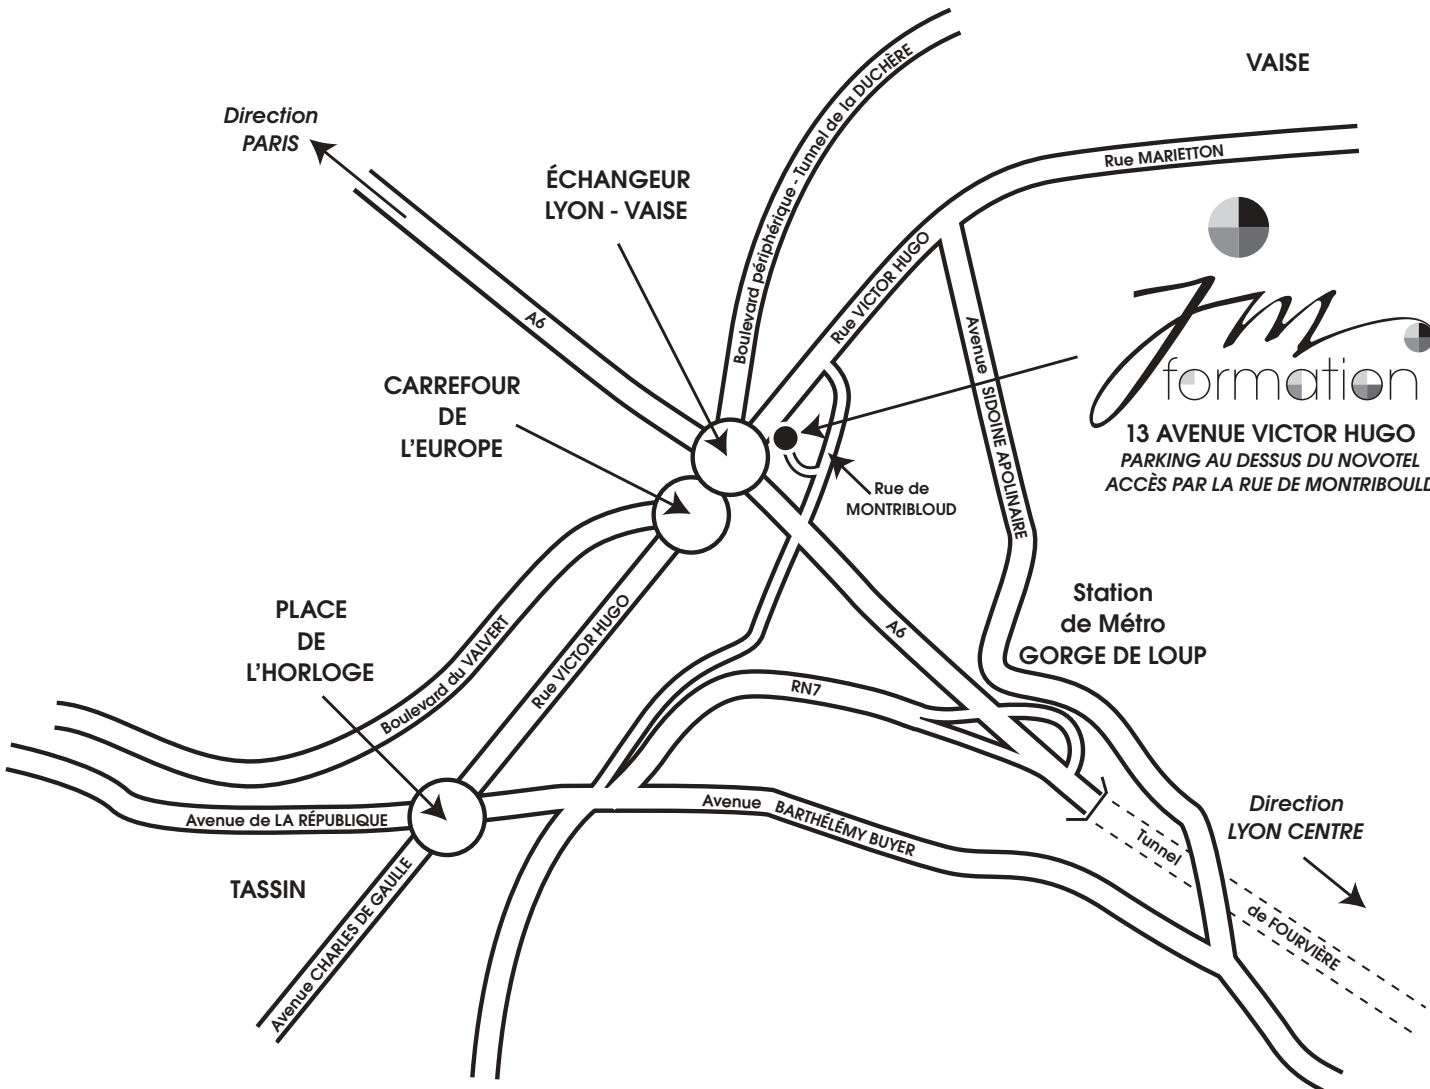 VAISE
Direction
PARIS
Boulevard périphérique - Tunnel de la DUCHÈRE
Rue MARIETTON
ÉCHANGEUR
LYON - VAISE
Rue VICTOR HUGO
A6
Avenue SIDOINE APOLINAIRE
jm
formation
CARREFOUR
DE
L'EUROPE
13 AVENUE VICTOR HUGO
PARKING AU DESSUS DU NOVOTEL
ACCÈS PAR LA RUE DE MONTRIBOULD
Rue de
MONTRIBLOUD
PLACE
DE
L'HORLOGE
Station
de Métro
GORGE DE LOUP
A6
Rue VICTOR HUGO
Boulevard du VALVERT
RN7
Avenue BARTHÉLÉMY BUYER
Avenue de LA RÉPUBLIQUE
Direction
LYON CENTRE
Tunnel de FOURVIÈRE
TASSIN
Avenue CHARLES DE GAULLE